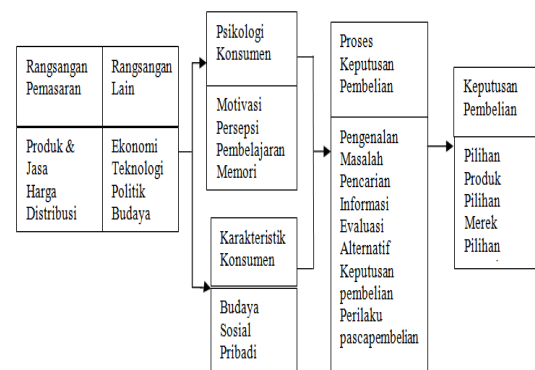 Rangsangan
Pemasaran
Produk &
Jasa
Harga
Distribusi
Rangsangan
Lain
Ekonomi
Teknologi
Politik
Budaya
Psikologi
Konsumen
Motivasi
Persepsi
Pembelajaran
Memori
Karakteristik
Konsumen
Budaya
Sosial
Pribadi
Proses
Keputusan
Pembelian
Pengenalan
Masalah
Pencarian
Informasi
Evaluasi
Alternatif
Keputusan
pembelian
Perilaku
pascapembelian
Keputusan
Pembelian
Pilihan
Produk
Pilihan
Merek
Pilihan